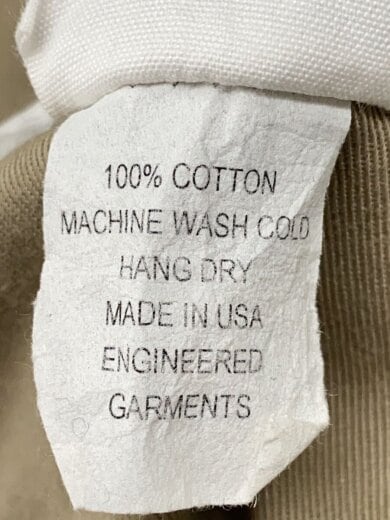 100% COTTON
MACHINE WASH COLD
HANG DRY
MADE IN USA
ENGINEERED
GARMENTS